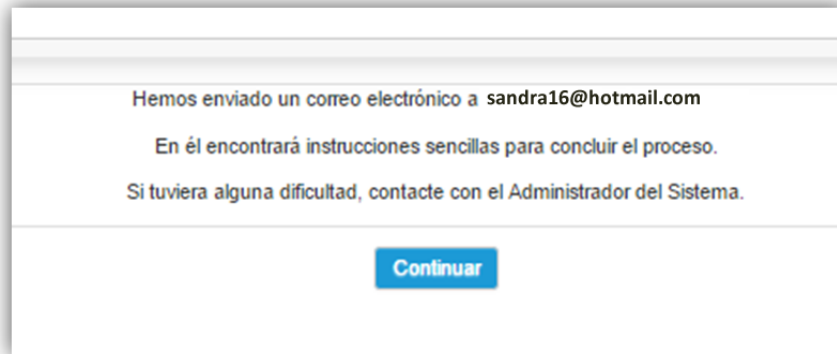 Hemos enviado un correo electrónico a sandra16@hotmail.com
En él encontrará instrucciones sencillas para concluir el proceso.
Si tuviera alguna dificultad, contacte con el Administrador del Sistema.
Continuar